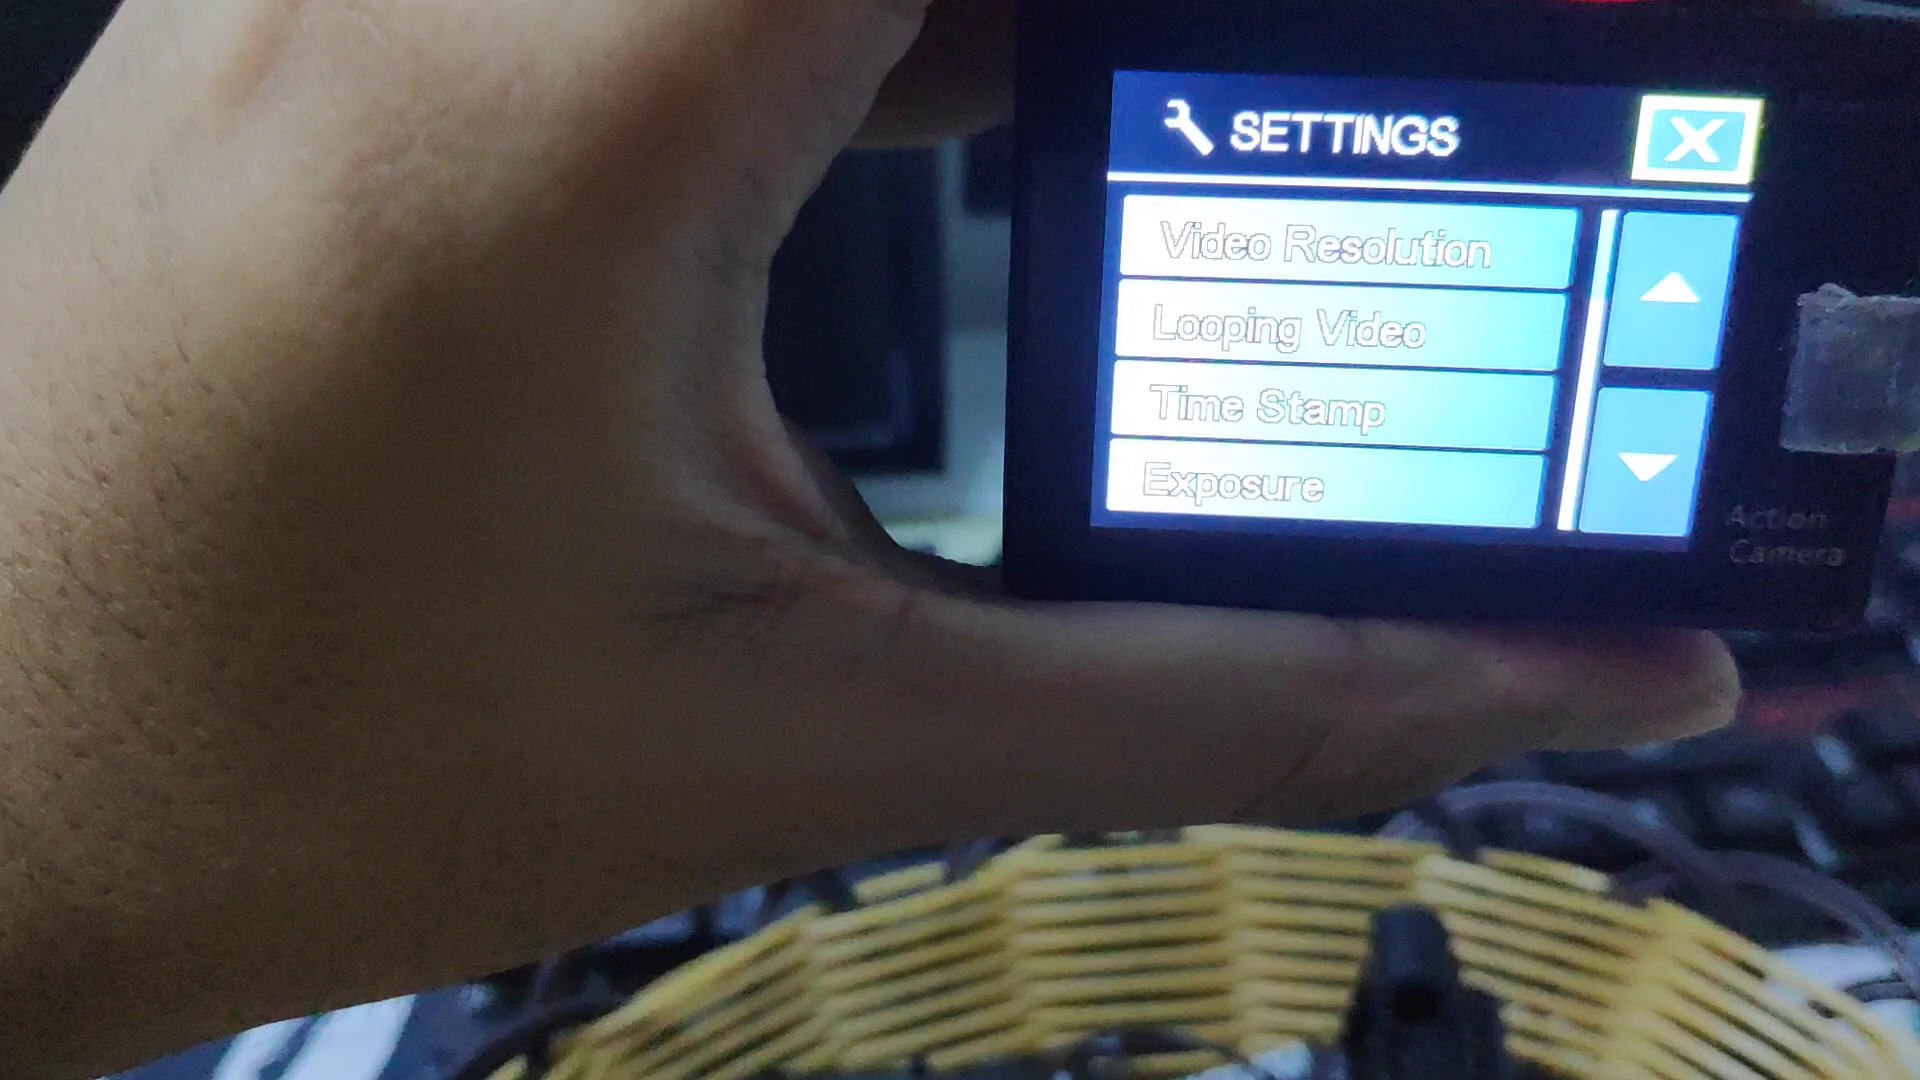 SETTINGS
X
Video Resolution
Looping Video
Time Stamp
Exposure
Action
Camera